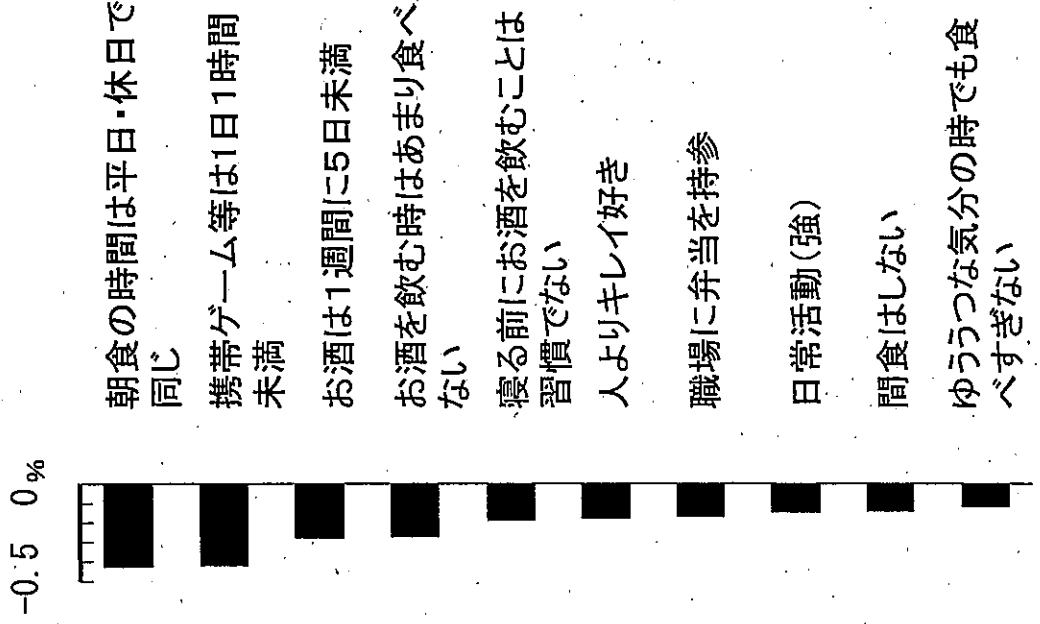 -0.5 0%
朝食の時間は平日・休日で
同じ
携帯ゲーム等は1日1時間
未満
お酒は1週間に5日未満
お酒を飲む時はあまり食べ
ない
寝る前にお酒を飲むことは
習慣でない
人よりキレイ好き
職場に弁当を持参
日常活動(強)
間食はしない
ゆううつな気分の時でも食
べすぎない